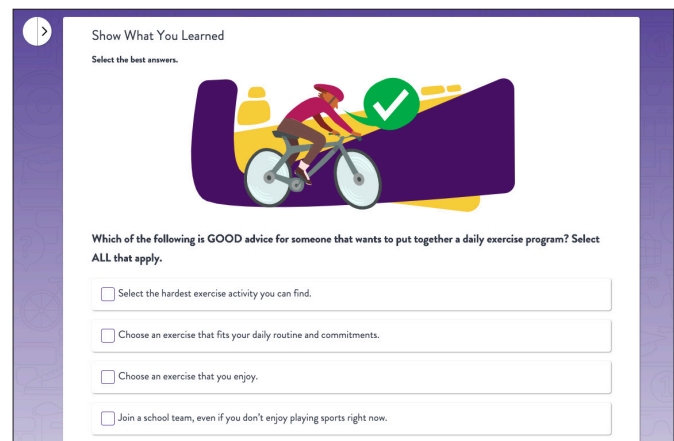 Show What You Learned
Select the best answers.
Which of the following is GOOD advice for someone that wants to put together a daily exercise program? Select
ALL that apply.
Select the hardest exercise activity you can find.
Choose an exercise that fits your daily routine and commitments.
Choose an exercise that you enjoy.
Join a school team, even if you don't enjoy playing sports right now.